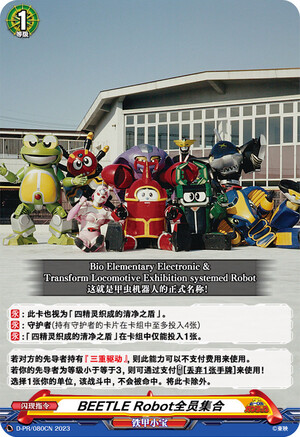 1
等级
Bio Elementary Electronic &
Transform Locomotive Exhibition systemed Robot
这就是甲虫机器人的正式名称!
永:此卡也视为「四精灵织成的清净之盾」。
永:守护者(持有守护者的卡片在卡组中至多投入4张)
永:「四精灵织成的清净之盾」在卡组中仅能投入1张。
若对方的先导者持有「三重驱动」,则此能力可以不支付费用来使用。
若你的先导者为等级小于等于3,则可通过支付[丢弃1张手牌]来使用!
选择1张你的单位,该战斗中,不会被命中。将此卡除外。
闪现指令
BEETLE Robot全员集合
D-PR/080CN 2023
铁甲小宝
©東映